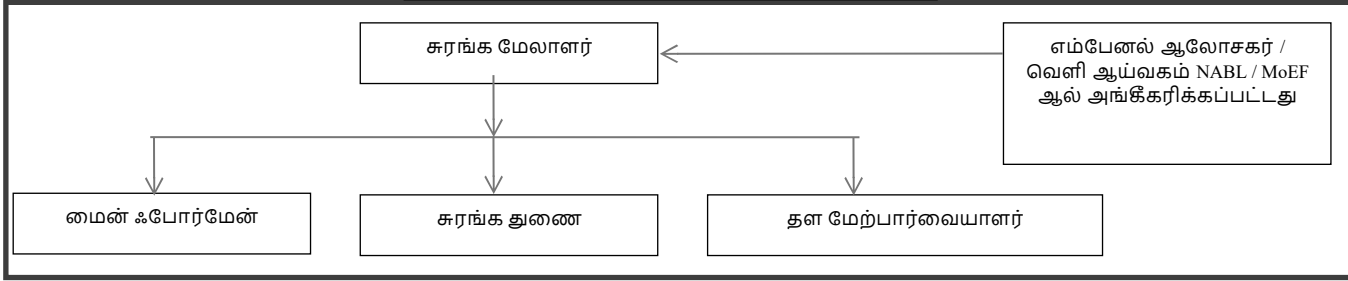 சுரங்க மேலாளர்
எம்பேனல் ஆலோசகர் /
வெளி ஆய்வகம் NABL / MoEF
ஆல் அங்கீகரிக்கப்பட்டது
மைன் ஃபோர்மேன்
சுரங்க துணை
தள மேற்பார்வையாளர்